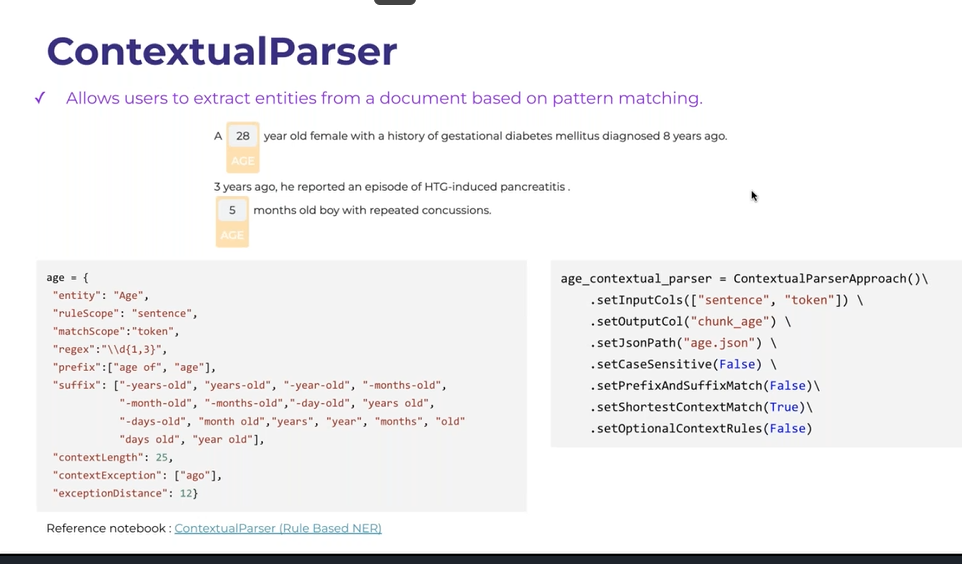 ContextualParser
✓ Allows users to extract entities from a document based on pattern matching.
A 28 year old female with a history of gestational diabetes mellitus diagnosed 8 years ago.
AGE
3 years ago, he reported an episode of HTG-induced pancreatitis .
5 months old boy with repeated concussions.
AGE
age = {
"entity": "Age",
"ruleScope": "sentence",
"matchScope":"token",
"regex":"\\d{1,3}",
"prefix":["age of", "age"],
"suffix": ["-years-old", "years-old", "-year-old", "-months-old",
"-month-old", "-months-old","-day-old", "years old",
"-days-old", "month old","years", "year", "months", "old"
"days old", "year old"],
"contextLength": 25,
"contextException": ["ago"],
"exceptionDistance": 12}
age_contextual_parser = ContextualParserApproach()\
.setInputCols(["sentence", "token"]) \
.setOutputCol("chunk_age") \
.setJsonPath("age.json") \
.setCaseSensitive(False) \
.setPrefixAndSuffixMatch(False)\
.setShortestContextMatch(True)\
.setOptionalContextRules(False)
Reference notebook : ContextualParser (Rule Based NER)